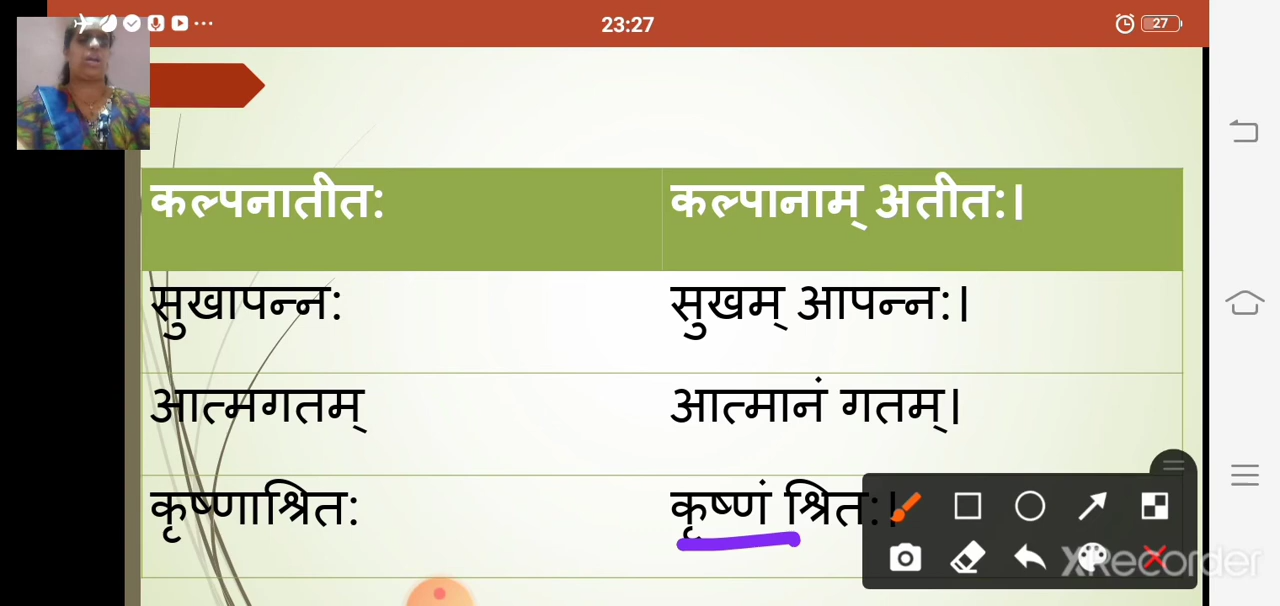 23:27
27
कल्पनातीत: कल्पानाम् अतीत:।
सुखापन्न: सुखम् आपन्न:।
आत्मगतम् आत्मानं गतम्।
कृष्णाश्रित: कृष्णं श्रित:।
XRecorder